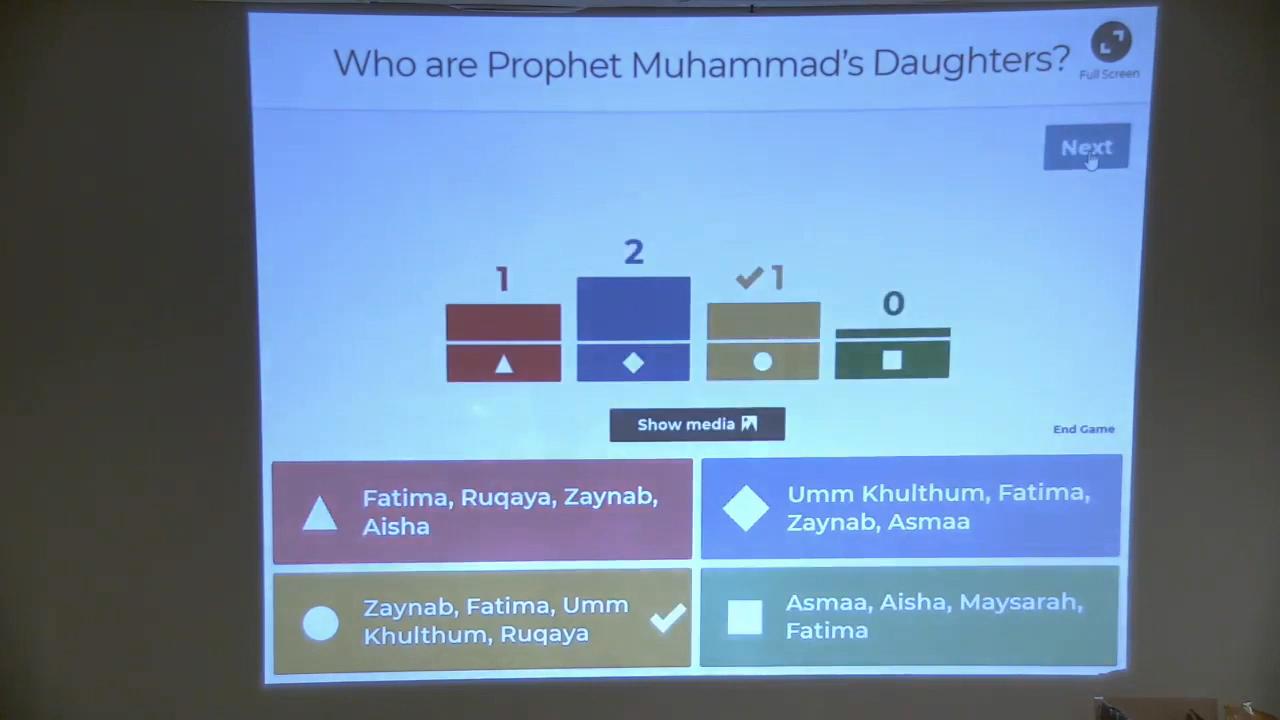 Who are Prophet Muhammad's Daughters?
Full Screen
Next
1
2
1
0
Show media
End Game
Fatima, Ruqaya, Zaynab,
Aisha
Umm Khulthum, Fatima,
Zaynab, Asmaa
Zaynab, Fatima, Umm
Khulthum, Ruqaya
Asmaa, Aisha, Maysarah,
Fatima